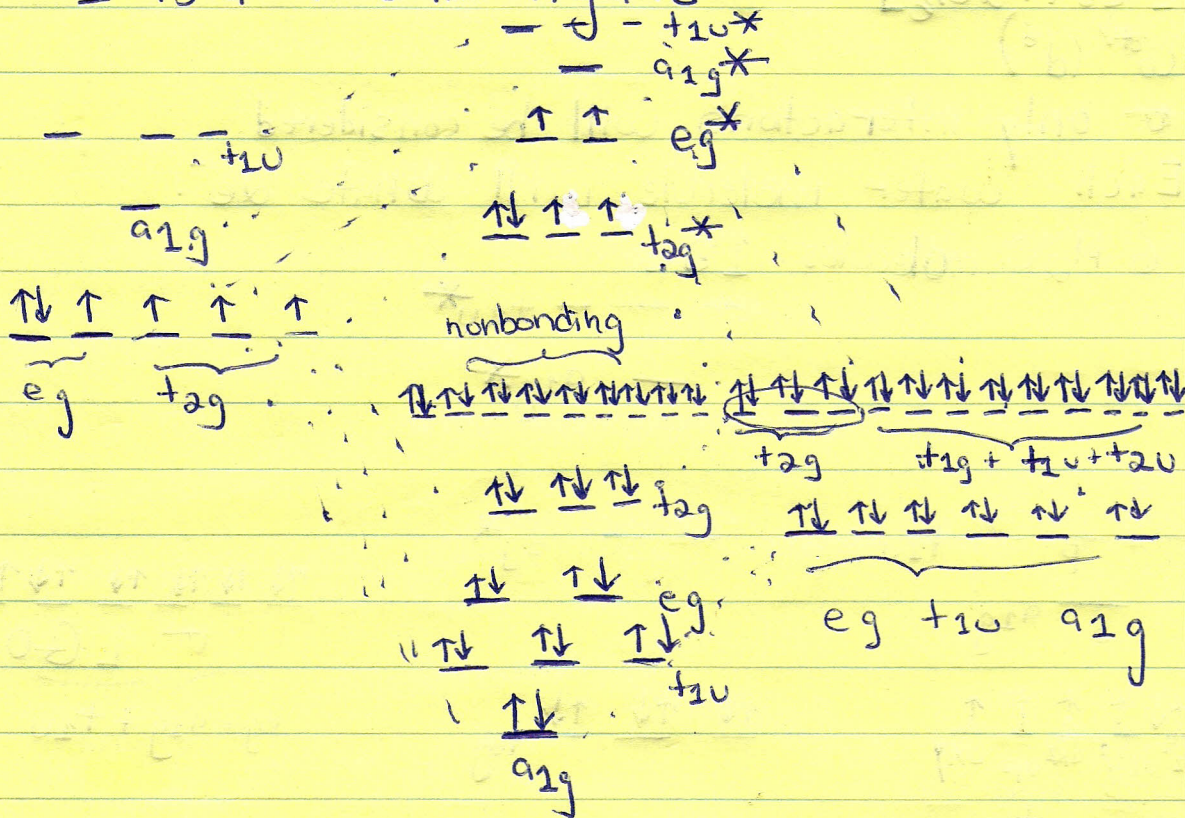 t1u*
a1g*
eg*
t1u
t2g*
a1g
nonbonding
eg t2g
t2g t1g + t1u + t2u
t2g
eg
eg t1u a1g
t1u
a1g